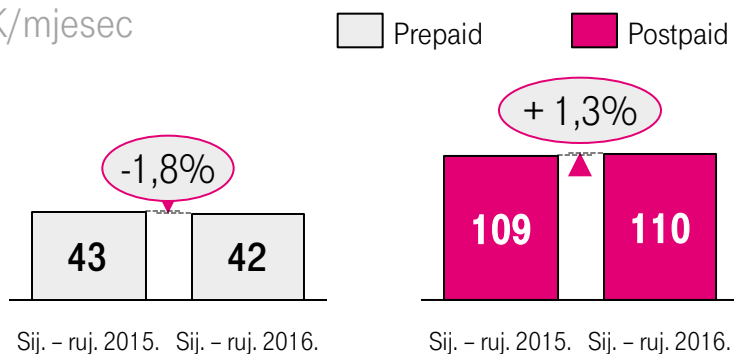 K/mjesec
Prepaid
Postpaid
-1,8%
+ 1,3%
43
42
109
110
Sij. – ruj. 2015.
Sij. – ruj. 2016.
Sij. – ruj. 2015.
Sij. – ruj. 2016.